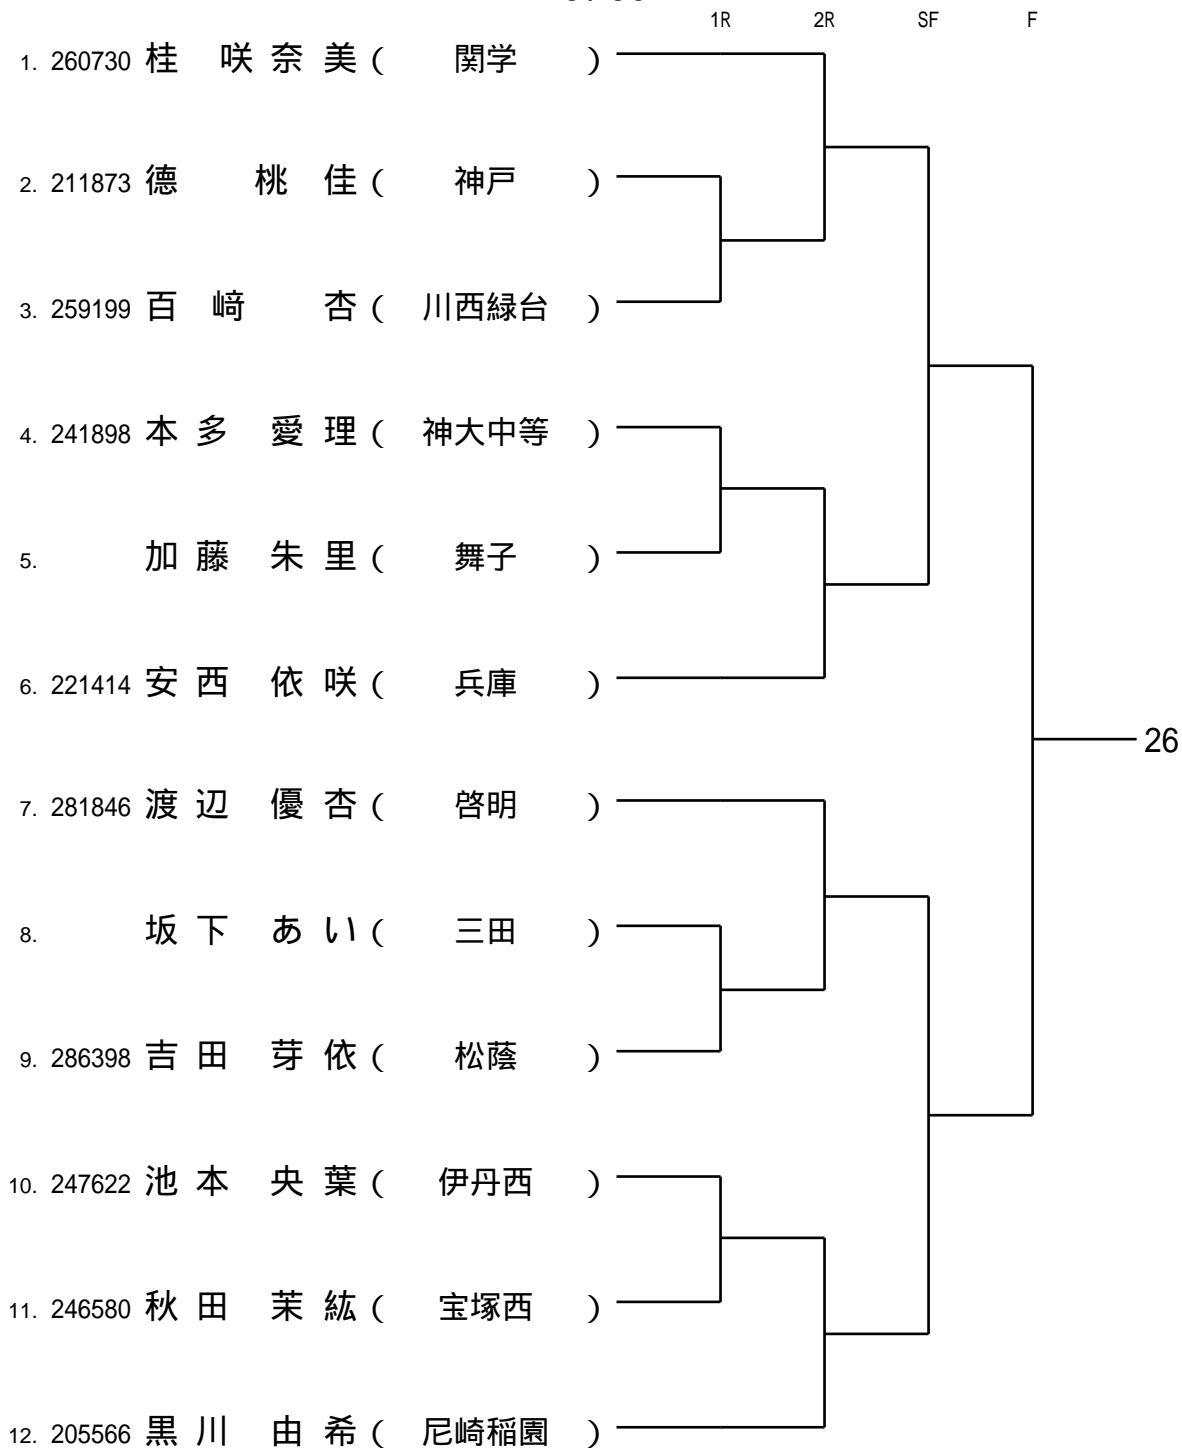 1R 2R SF F
1. 260730 桂 咲奈美 ( 関学 )
2. 211873 德 桃佳 ( 神戸 )
3. 259199 百﨑 杏 ( 川西緑台 )
4. 241898 本多 愛理 ( 神大中等 )
5. 加藤 朱里 ( 舞子 )
6. 221414 安西 依咲 ( 兵庫 )
26
7. 281846 渡辺 優杏 ( 啓明 )
8. 坂下 あい ( 三田 )
9. 286398 吉田 芽依 ( 松蔭 )
10. 247622 池本 央葉 ( 伊丹西 )
11. 246580 秋田 茉紘 ( 宝塚西 )
12. 205566 黒川 由希 ( 尼崎稲園 )